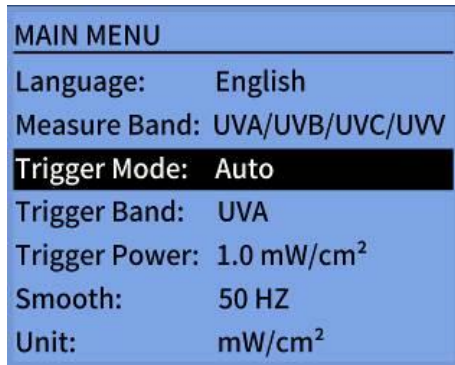 MAIN MENU
Language: English
Measure Band: UVA/UVB/UVC/UVV
Trigger Mode: Auto
Trigger Band: UVA
Trigger Power: 1.0 mW/cm²
Smooth: 50 HZ
Unit: mW/cm²